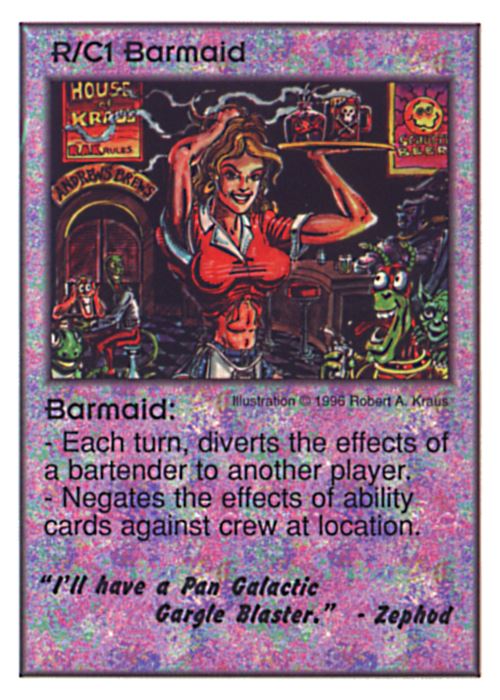 R/C1 Barmaid
HOUSE
of
KRAUS
R.A.K. RULES
ANDREWS BREWS
BEER
Illustration © 1996 Robert A. Kraus
Barmaid:
- Each turn, diverts the effects of
a bartender to another player.
- Negates the effects of ability
cards against crew at location.
"I'll have a Pan Galactic
Gargle Blaster." - Zephod